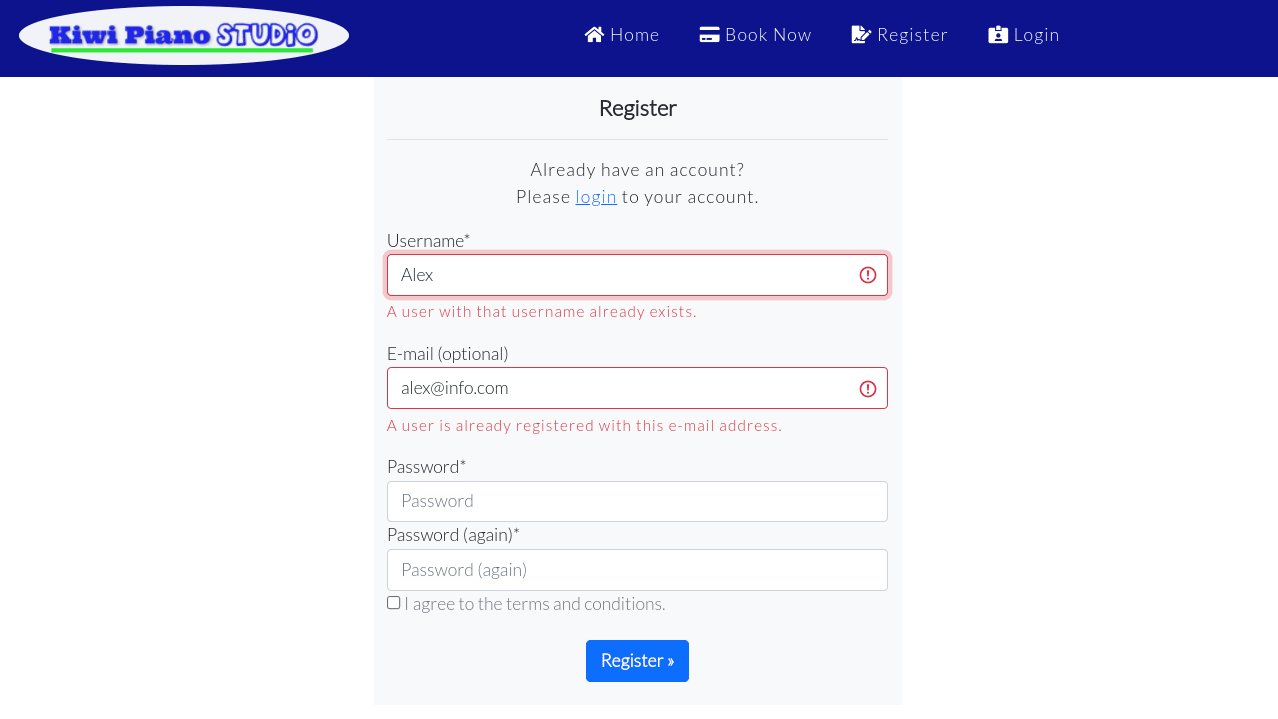 Kiwi Piano STUDiO
Home
Book Now
Register
Login
Register
Already have an account?
Please login to your account.
Username*
Alex
A user with that username already exists.
E-mail (optional)
alex@info.com
A user is already registered with this e-mail address.
Password*
Password
Password (again)*
Password (again)
I agree to the terms and conditions.
Register »